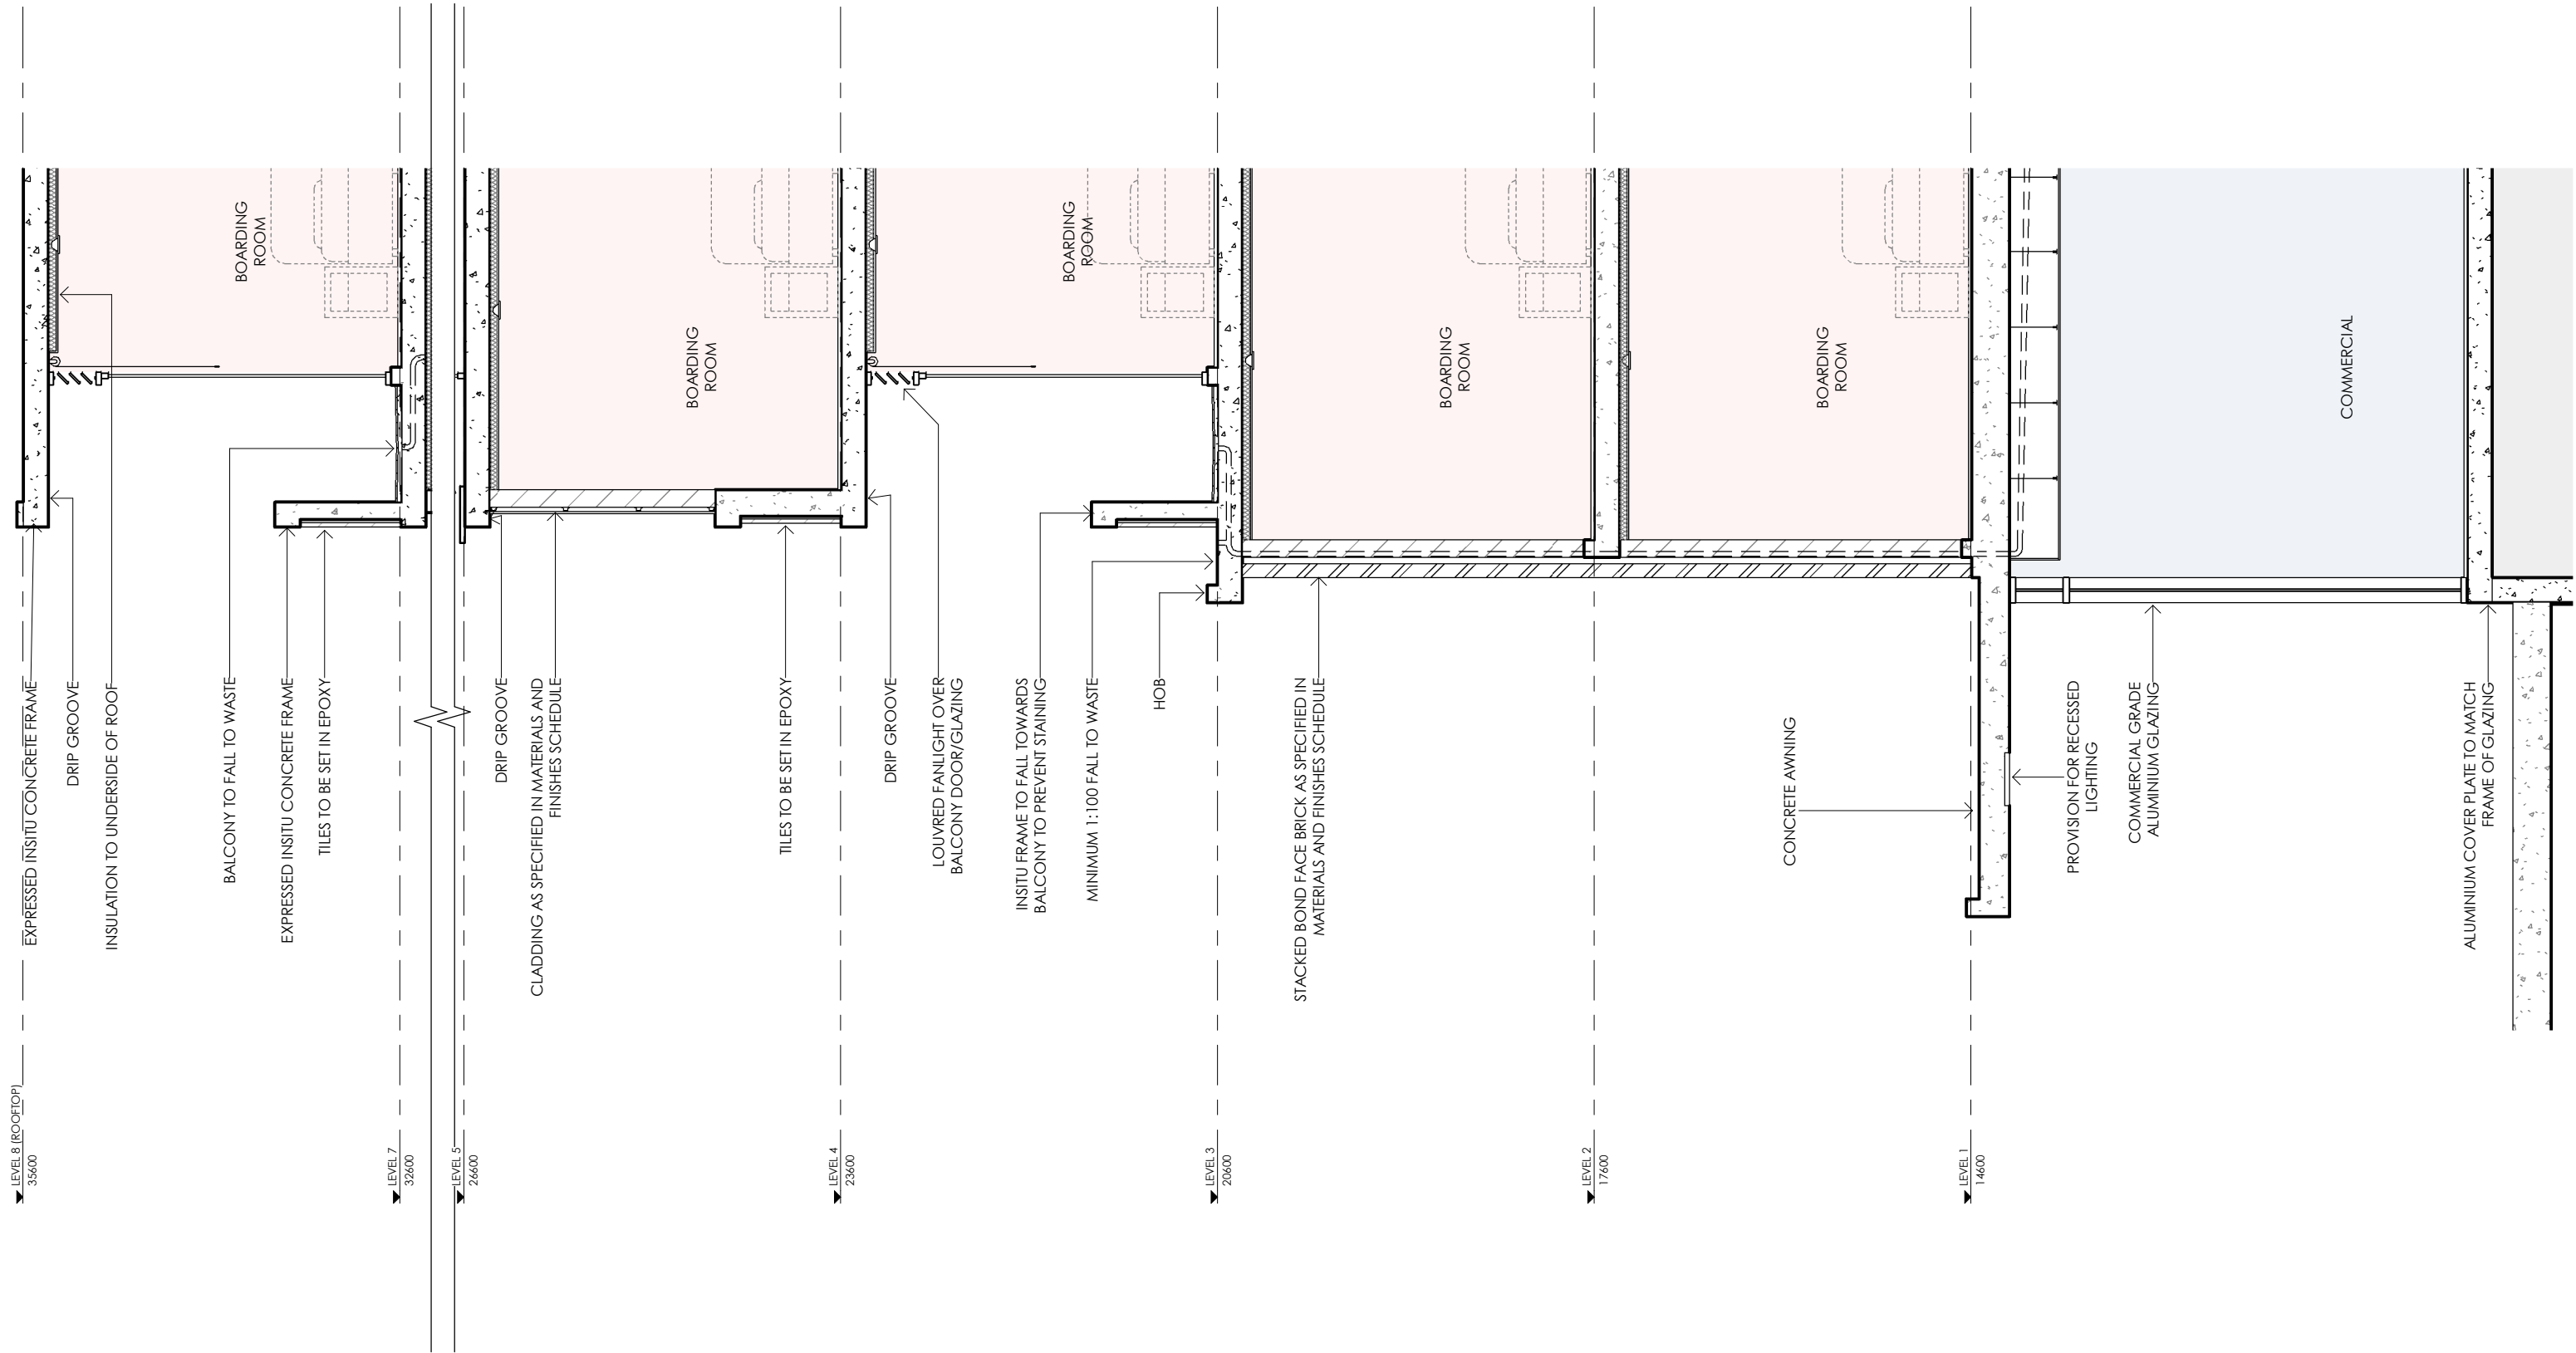 LEVEL 8 (ROOFTOP)
35600
EXPRESSED INSITU CONCRETE FRAME
DRIP GROOVE
INSULATION TO UNDERSIDE OF ROOF
BOARDING
ROOM
BALCONY TO FALL TO WASTE
EXPRESSED INSITU CONCRETE FRAME
TILES TO BE SET IN EPOXY
LEVEL 7
32600
LEVEL 5
26600
DRIP GROOVE
CLADDING AS SPECIFIED IN MATERIALS AND
FINISHES SCHEDULE
BOARDING
ROOM
TILES TO BE SET IN EPOXY
LEVEL 4
23600
DRIP GROOVE
LOUVRED FANLIGHT OVER
BALCONY DOOR/GLAZING
BOARDING
ROOM
INSITU FRAME TO FALL TOWARDS
BALCONY TO PREVENT STAINING
MINIMUM 1:100 FALL TO WASTE
HOB
LEVEL 3
20600
STACKED BOND FACE BRICK AS SPECIFIED IN
MATERIALS AND FINISHES SCHEDULE
BOARDING
ROOM
LEVEL 2
17600
BOARDING
ROOM
CONCRETE AWNING
LEVEL 1
14600
PROVISION FOR RECESSED
LIGHTING
COMMERCIAL GRADE
ALUMINIUM GLAZING
COMMERCIAL
ALUMINIUM COVER PLATE TO MATCH
FRAME OF GLAZING